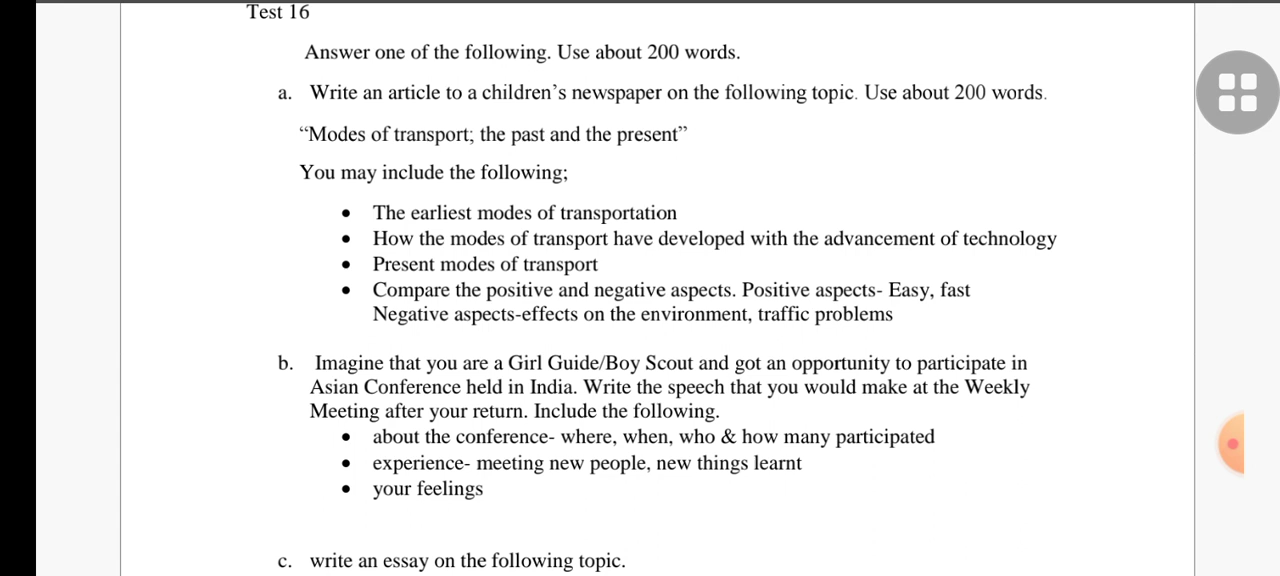 Test 16
Answer one of the following. Use about 200 words.
a. Write an article to a children’s newspaper on the following topic. Use about 200 words.
“Modes of transport; the past and the present”
You may include the following;
• The earliest modes of transportation
• How the modes of transport have developed with the advancement of technology
• Present modes of transport
• Compare the positive and negative aspects. Positive aspects- Easy, fast
Negative aspects-effects on the environment, traffic problems
b. Imagine that you are a Girl Guide/Boy Scout and got an opportunity to participate in
Asian Conference held in India. Write the speech that you would make at the Weekly
Meeting after your return. Include the following.
• about the conference- where, when, who & how many participated
• experience- meeting new people, new things learnt
• your feelings
c. write an essay on the following topic.